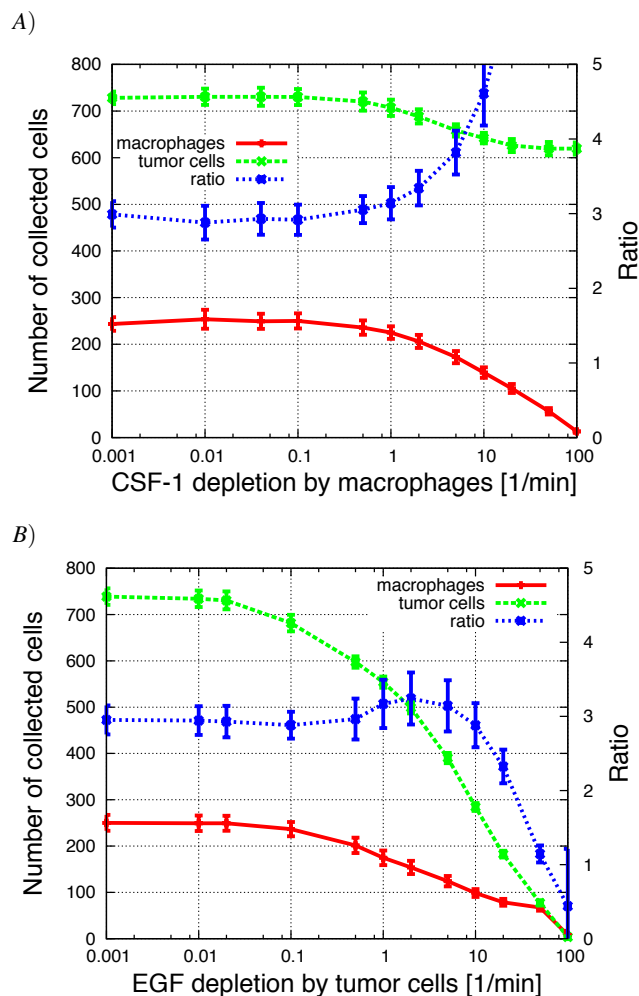 A)
800
700
600
500
400
300
200
100
0
Number of collected cells
macrophages
tumor cells
ratio
5
4
3
2
1
0
Ratio
0.001 0.01 0.1 1 10 100
CSF-1 depletion by macrophages [1/min]
B)
800
700
600
500
400
300
200
100
0
Number of collected cells
macrophages
tumor cells
ratio
5
4
3
2
1
0
Ratio
0.001 0.01 0.1 1 10 100
EGF depletion by tumor cells [1/min]